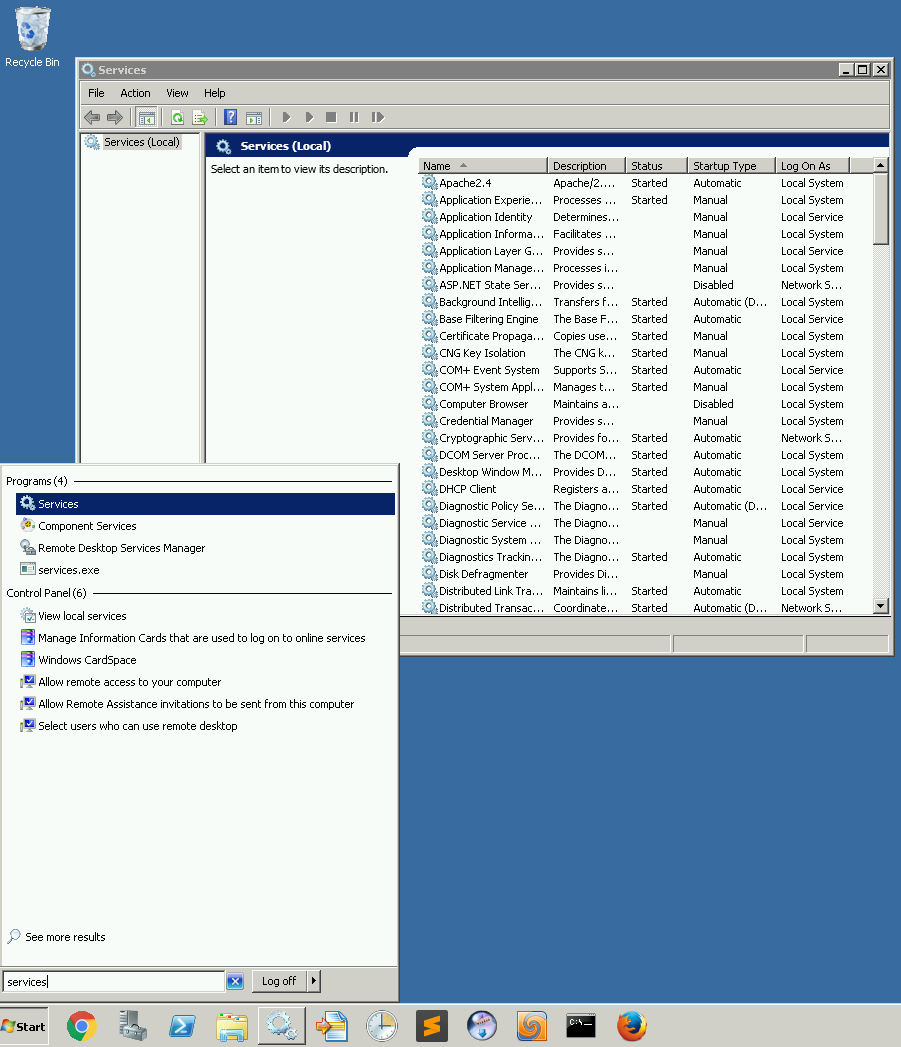 Recycle Bin
Services
File Action View Help
Services (Local)
Services (Local)
Select an item to view its description.
Name Description Status Startup Type Log On As
Apache2.4 Apache/2.... Started Automatic Local System
Application Experie... Processes ... Started Manual Local System
Application Identity Determines... Manual Local Service
Application Informa... Facilitates ... Manual Local System
Application Layer G... Provides s... Manual Local Service
Application Manage... Processes i... Manual Local System
ASP.NET State Ser... Provides s... Disabled Network S...
Background Intellig... Transfers f... Started Automatic (D... Local System
Base Filtering Engine The Base F... Started Automatic Local Service
Certificate Propaga... Copies use... Started Manual Local System
CNG Key Isolation The CNG k... Started Manual Local System
COM+ Event System Supports S... Started Automatic Local Service
COM+ System Appl... Manages t... Started Manual Local System
Computer Browser Maintains a... Disabled Local System
Credential Manager Provides s... Manual Local System
Cryptographic Serv... Provides fo... Started Automatic Network S...
DCOM Server Proc... The DCOM... Started Automatic Local System
Desktop Window M... Provides D... Started Automatic Local System
DHCP Client Registers a... Started Automatic Local Service
Diagnostic Policy Se... The Diagno... Started Automatic (D... Local Service
Diagnostic Service ... The Diagno... Manual Local Service
Diagnostic System ... The Diagno... Manual Local System
Diagnostics Trackin... The Diagno... Started Automatic Local System
Disk Defragmenter Provides Di... Manual Local System
Distributed Link Tra... Maintains li... Started Automatic Local System
Distributed Transac... Coordinate... Started Automatic (D... Network S...
Programs (4)
Services
Component Services
Remote Desktop Services Manager
services.exe
Control Panel (6)
View local services
Manage Information Cards that are used to log on to online services
Windows CardSpace
Allow remote access to your computer
Allow Remote Assistance invitations to be sent from this computer
Select users who can use remote desktop
See more results
services
Log off
Start
C:\_